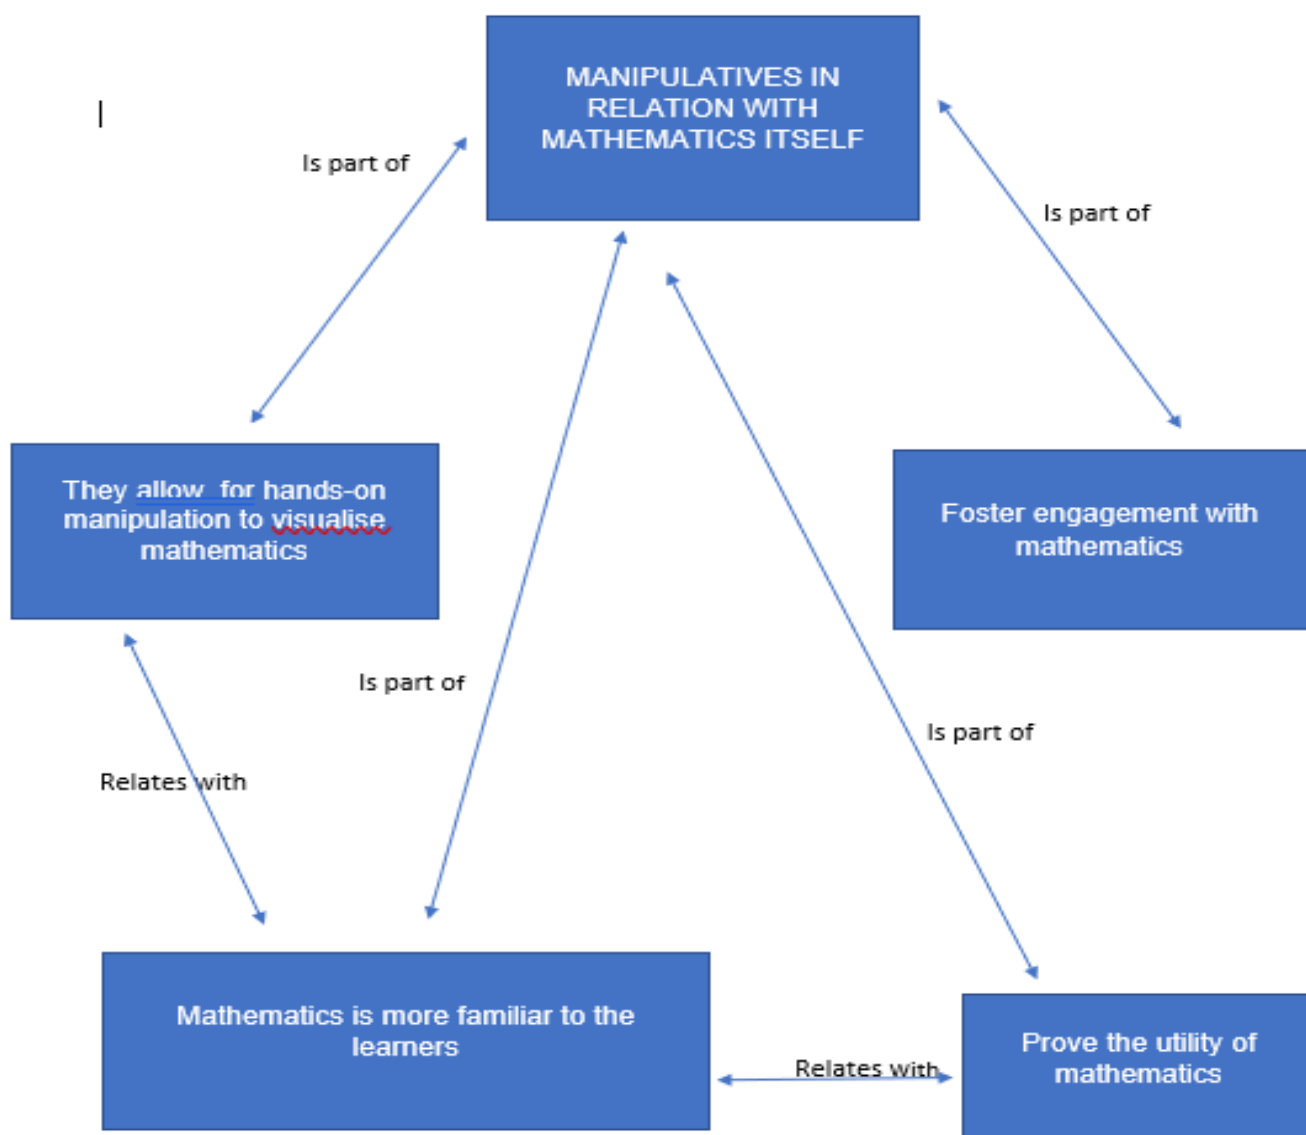 MANIPULATIVES IN
RELATION WITH
MATHEMATICS ITSELF
Is part of
Is part of
They allow  for hands-on
manipulation to visualise
mathematics
Foster engagement with
mathematics
Is part of
Is part of
Relates with
Mathematics is more familiar to the
learners
Prove the utility of
mathematics
Relates with